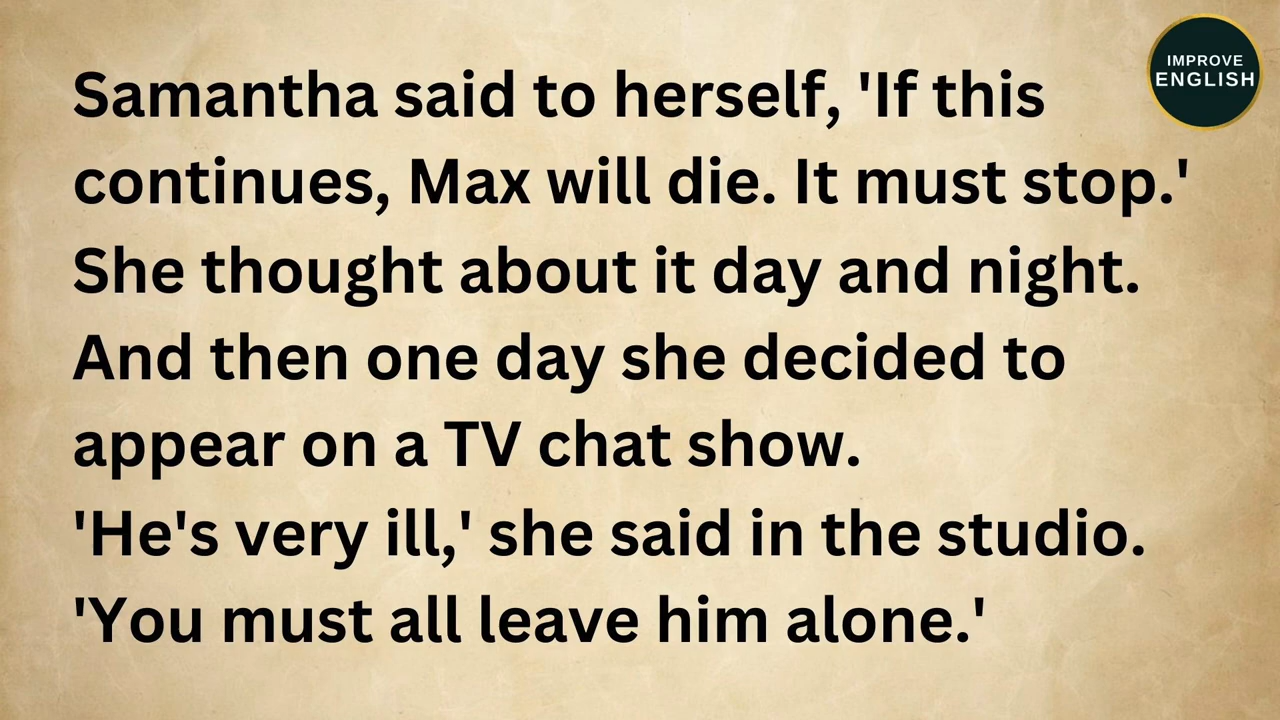 IMPROVE
ENGLISH
Samantha said to herself, 'If this
continues, Max will die. It must stop.'
She thought about it day and night.
And then one day she decided to
appear on a TV chat show.
'He's very ill,' she said in the studio.
'You must all leave him alone.'